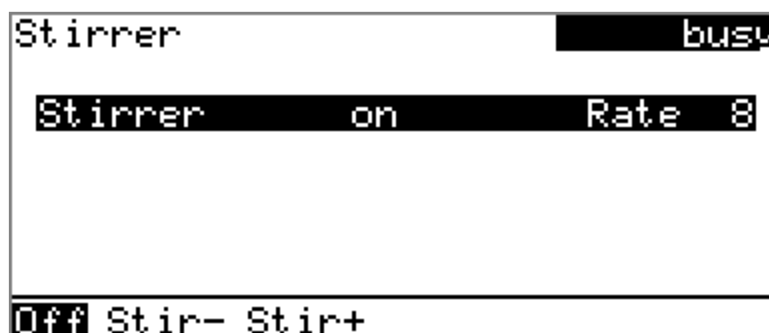 Stirrer busy
Stirrer on Rate 8
Off Stir- Stir+